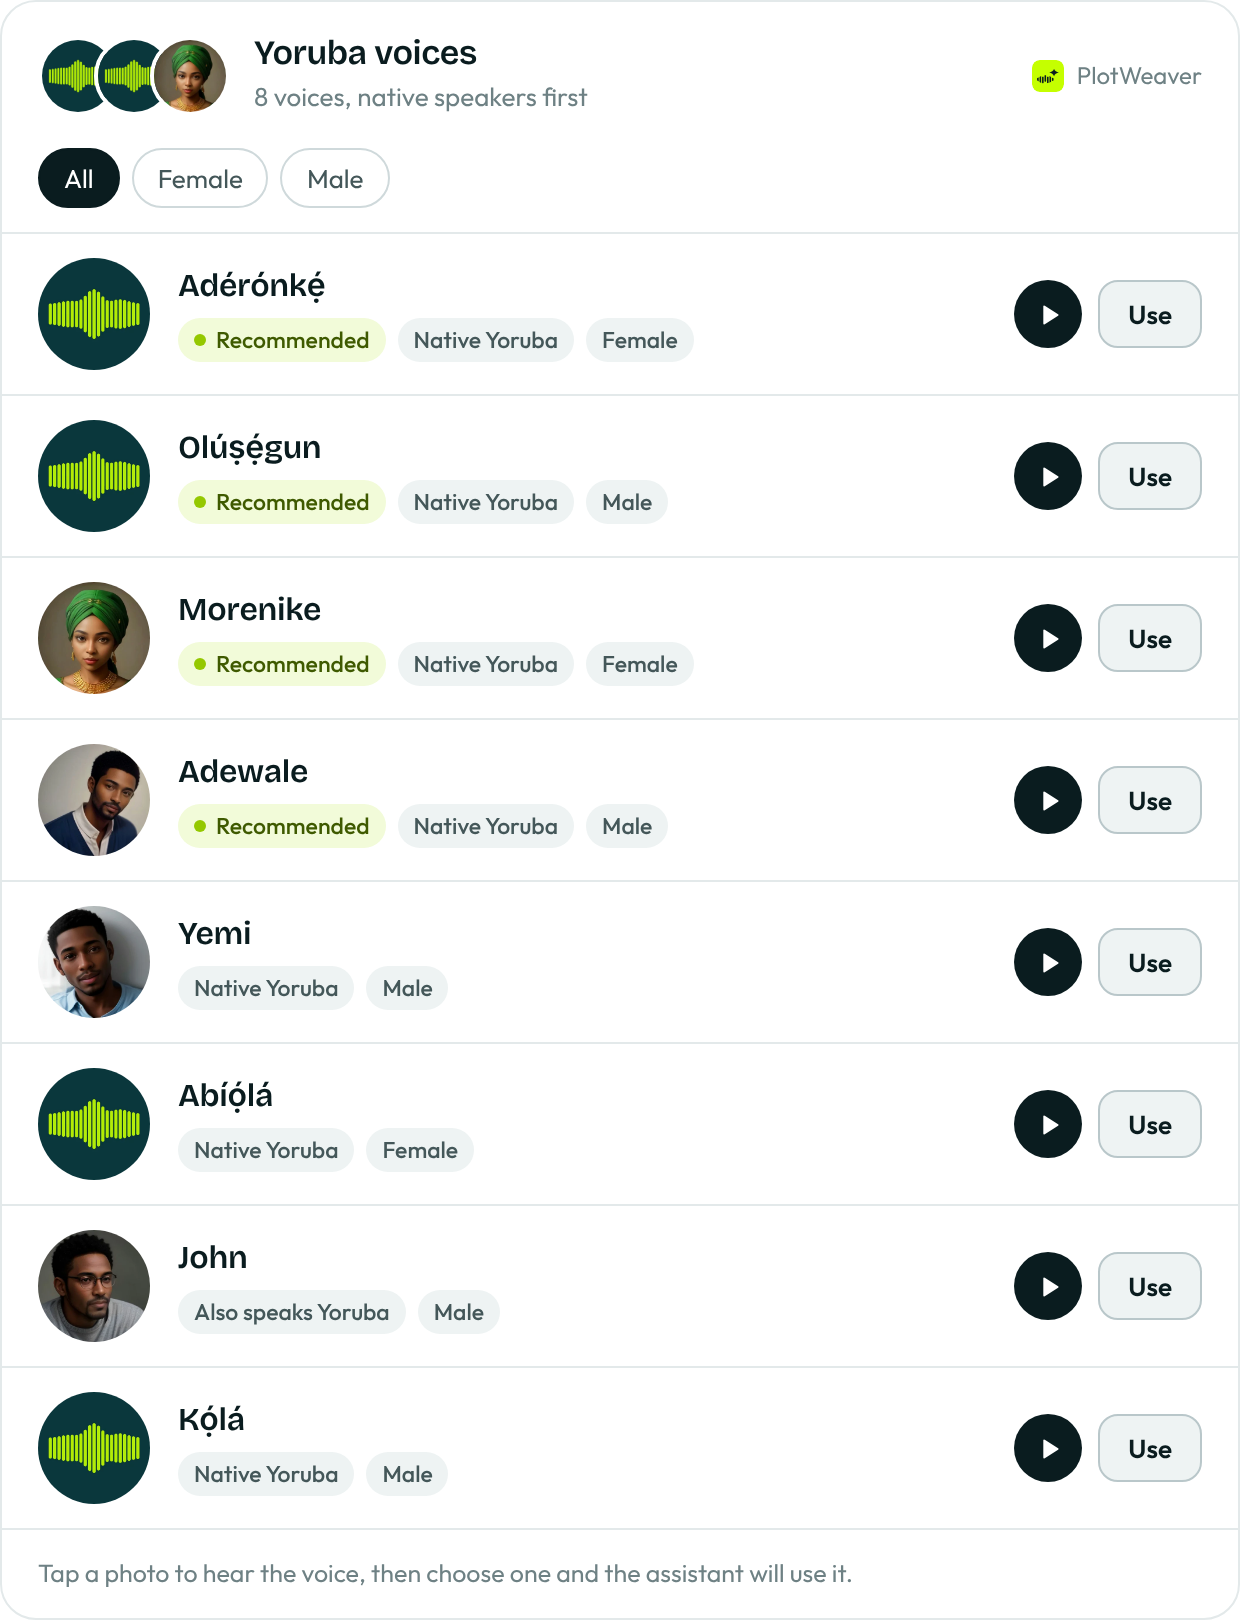 Yoruba voices
8 voices, native speakers first
PlotWeaver
All
Female
Male
Adérónkẹ́
Recommended
Native Yoruba
Female
Use
Olúṣẹ́gun
Recommended
Native Yoruba
Male
Use
Morenike
Recommended
Native Yoruba
Female
Use
Adewale
Recommended
Native Yoruba
Male
Use
Yemi
Native Yoruba
Male
Use
Abíọ́lá
Native Yoruba
Female
Use
John
Also speaks Yoruba
Male
Use
Kọ́lá
Native Yoruba
Male
Use
Tap a photo to hear the voice, then choose one and the assistant will use it.